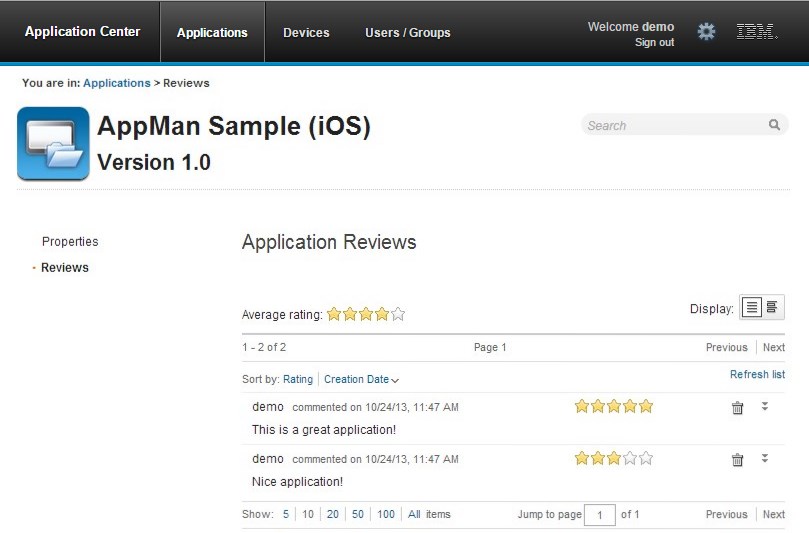 Application Center Applications Devices Users / Groups Welcome demo IBM.
Sign out
You are in: Applications > Reviews
AppMan Sample (iOS) Search
Version 1.0
Properties Application Reviews
Reviews
Average rating: Display:
1 - 2 of 2 Page 1 Previous Next
Sort by: Rating Creation Date Refresh list
demo commented on 10/24/13, 11:47 AM
This is a great application!
demo commented on 10/24/13, 11:47 AM
Nice application!
Show: 5 10 20 50 100 All items Jump to page 1 of 1 Previous Next